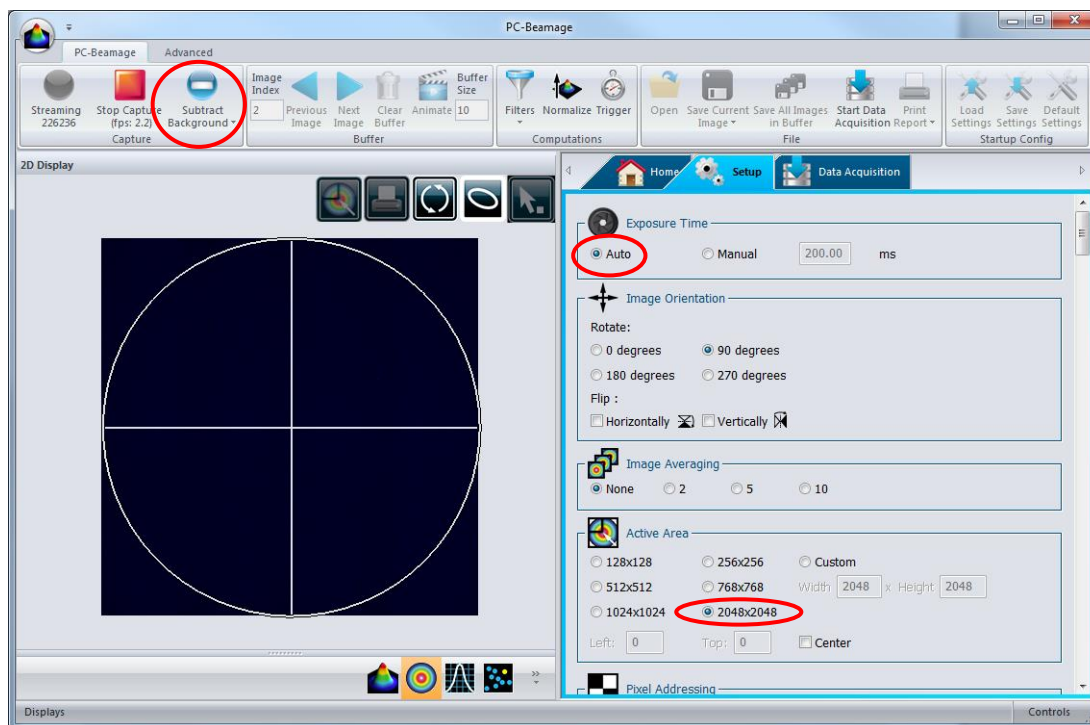 PC-Beamage
PC-Beamage Advanced
Streaming 226236
Stop Capture (fps: 2.2)
Subtract Background
Capture
Image Index
2
Previous Image
Next Image
Clear Buffer
Animate
Buffer Size
10
Buffer
Filters
Normalize
Trigger
Computations
Open
Save Current Image
Save All Images in Buffer
Start Data Acquisition
Print Report
File
Load Settings
Save Settings
Default Settings
Startup Config
2D Display
Home
Setup
Data Acquisition
Exposure Time
Auto Manual 200.00 ms
Image Orientation
Rotate:
0 degrees 90 degrees
180 degrees 270 degrees
Flip :
Horizontally Vertically
Image Averaging
None 2 5 10
Active Area
128x128 256x256 Custom
512x512 768x768 Width 2048 x Height 2048
1024x1024 2048x2048
Left: 0 Top: 0 Center
Pixel Addressing
Displays
Controls